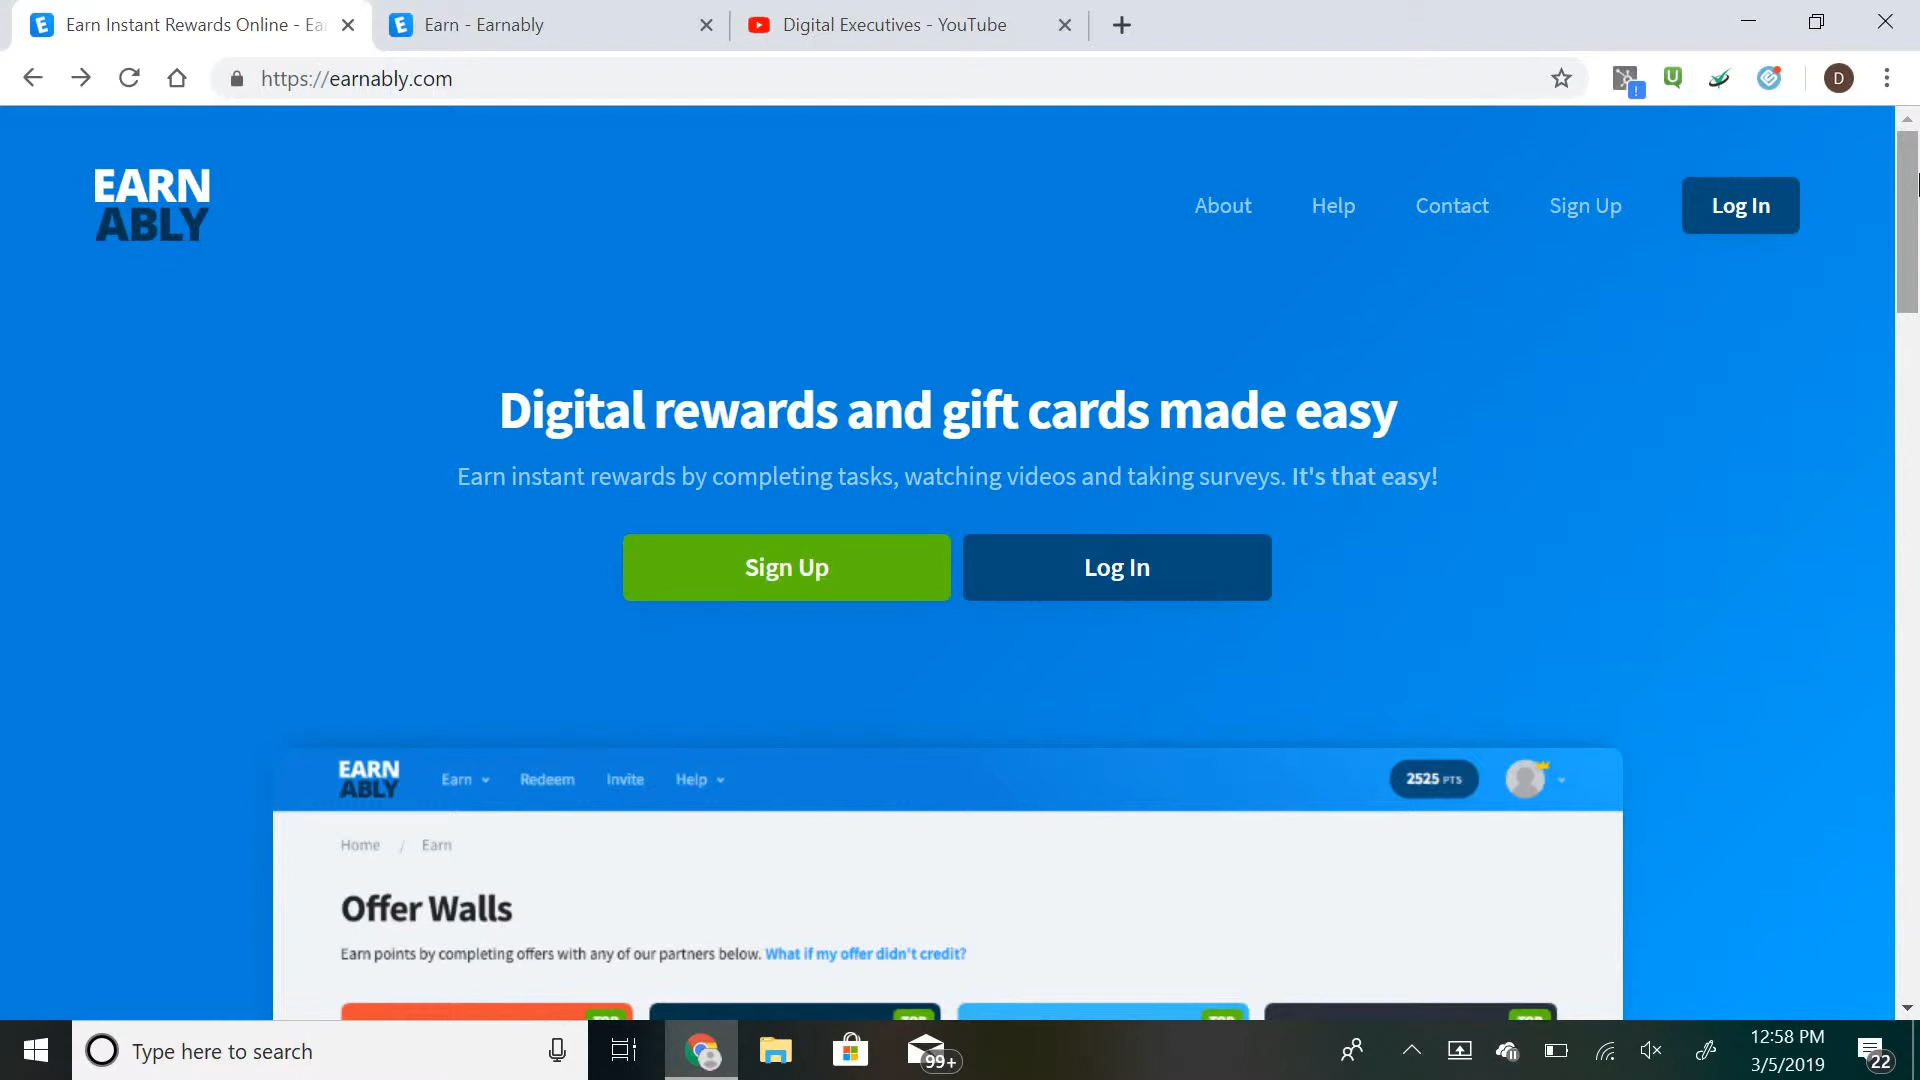 Earn Instant Rewards Online - Ea
Earn - Earnably
Digital Executives - YouTube
https://earnably.com
D
EARN
ABLY
About
Help
Contact
Sign Up
Log In
Digital rewards and gift cards made easy
Earn instant rewards by completing tasks, watching videos and taking surveys. It's that easy!
Sign Up
Log In
EARN
ABLY
Earn
Redeem
Invite
Help
2525 PTS
Home / Earn
Offer Walls
Earn points by completing offers with any of our partners below. What if my offer didn't credit?
Type here to search
99+
12:58 PM
3/5/2019
22